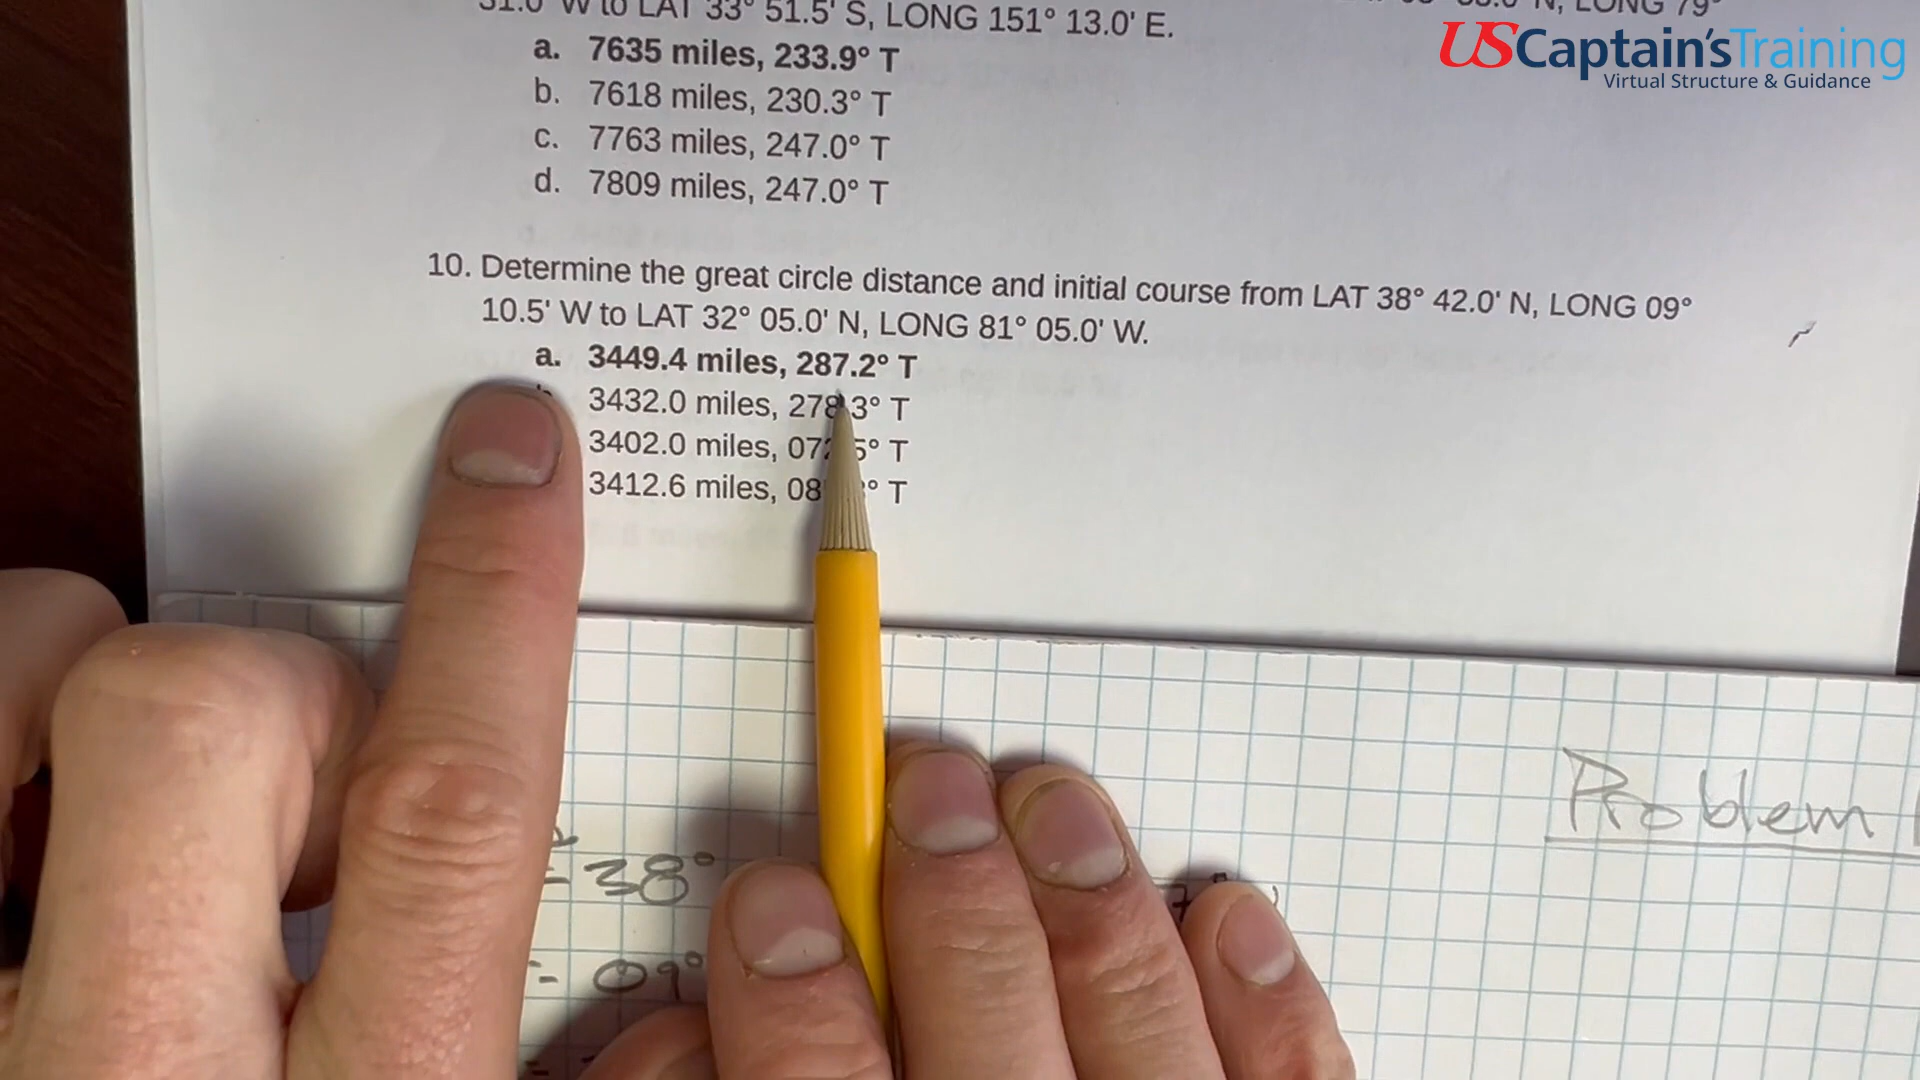 USCaptain'sTraining
Virtual Structure & Guidance
W to LAT 33° 51.5' S, LONG 151° 13.0' E.
a. 7635 miles, 233.9° T
b. 7618 miles, 230.3° T
c. 7763 miles, 247.0° T
d. 7809 miles, 247.0° T
10. Determine the great circle distance and initial course from LAT 38° 42.0' N, LONG 09°
10.5' W to LAT 32° 05.0' N, LONG 81° 05.0' W.
a. 3449.4 miles, 287.2° T
3432.0 miles, 278.3° T
3402.0 miles, T
3412.6 miles, T
Problem
= 38°
= 09°